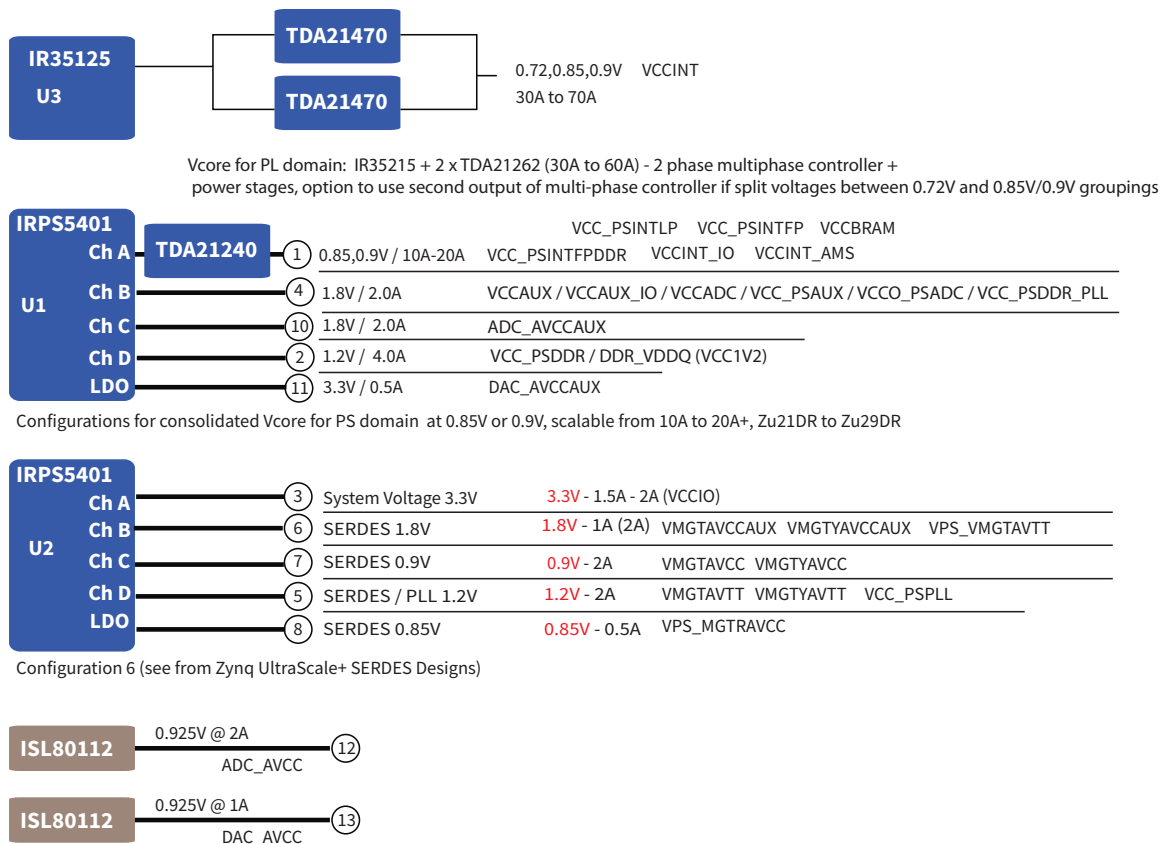 TDA21470
IR35125
U3
TDA21470
0.72,0.85,0.9V VCCINT
30A to 70A
Vcore for PL domain: IR35215 + 2 x TDA21262 (30A to 60A) - 2 phase multiphase controller +
power stages, option to use second output of multi-phase controller if split voltages between 0.72V and 0.85V/0.9V groupings
IRPS5401
U1
VCC_PSINTLP VCC_PSINTFP VCCBRAM
Ch A TDA21240 1 0.85,0.9V / 10A-20A VCC_PSINTFPDDR VCCINT_IO VCCINT_AMS
Ch B 4 1.8V / 2.0A VCCAUX / VCCAUX_IO / VCCADC / VCC_PSAUX / VCCO_PSADC / VCC_PSDDR_PLL
Ch C 10 1.8V / 2.0A ADC_AVCCAUX
Ch D 2 1.2V / 4.0A VCC_PSDDR / DDR_VDDQ (VCC1V2)
LDO 11 3.3V / 0.5A DAC_AVCCAUX
Configurations for consolidated Vcore for PS domain at 0.85V or 0.9V, scalable from 10A to 20A+, Zu21DR to Zu29DR
IRPS5401
U2
Ch A 3 System Voltage 3.3V 3.3V - 1.5A - 2A (VCCIO)
Ch B 6 SERDES 1.8V 1.8V - 1A (2A) VMGTAVCCAUX VMGTYAVCCAUX VPS_VMGTAVTT
Ch C 7 SERDES 0.9V 0.9V - 2A VMGTAVCC VMGTYAVCC
Ch D 5 SERDES / PLL 1.2V 1.2V - 2A VMGTAVTT VMGTYAVTT VCC_PSPLL
LDO 8 SERDES 0.85V 0.85V - 0.5A VPS_MGTRAVCC
Configuration 6 (see from Zynq UltraScale+ SERDES Designs)
0.925V @ 2A
ISL80112 12
ADC_AVCC
0.925V @ 1A
ISL80112 13
DAC_AVCC